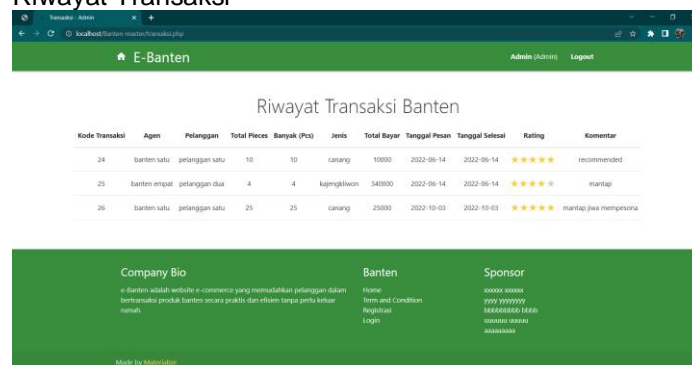 Riwayat Transaksi
Transaksi - Admin
localhost/Banten-master/transaksi.php
E-Banten
Admin (Admin) Logout
Riwayat Transaksi Banten
Kode Transaksi Agen Pelanggan Total Pieces Banyak (Pcs) Jenis Total Bayar Tanggal Pesan Tanggal Selesai Rating Komentar
24 banten satu pelanggan satu 10 10 canang 10000 2022-06-14 2022-06-14 ★★★★★ recommended
25 banten empat pelanggan dua 4 4 kajengkliwon 340000 2022-06-14 2022-06-14 ★★★★★ mantap
26 banten satu pelanggan satu 25 25 canang 25000 2022-10-03 2022-10-03 ★★★★★ mantap jiwa mempesona
Company Bio
e-Banten adalah website e-commerce yang memudahkan pelanggan dalam
bertransaksi produk banten secara praktis dan efisien tanpa perlu keluar
rumah.
Banten
Home
Term and Condition
Registrasi
Login
Sponsor
xxxxxx xxxxxx
yyyy yyyyyyyy
bbbbbbbbbb bbbb
uuuuuu uuuuu
aaaaaaaaa
Made by Materialize